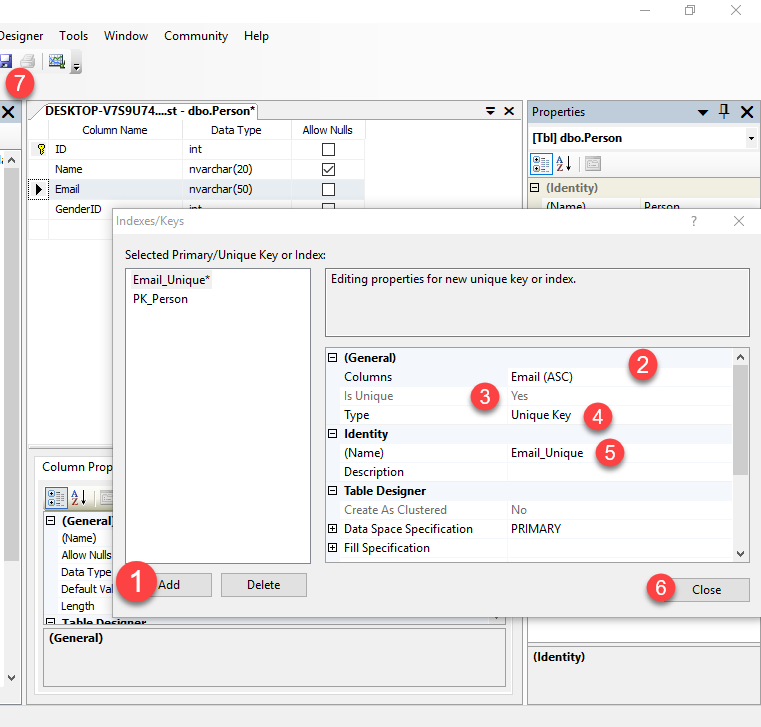 Designer Tools Window Community Help
7
DESKTOP-V7S9U74....st - dbo.Person*
Column Name Data Type Allow Nulls
ID int
Name nvarchar(20)
Email nvarchar(50)
GenderID int
Properties
[Tbl] dbo.Person
(Identity)
(Name) Person
Indexes/Keys
Selected Primary/Unique Key or Index:
Email_Unique*
PK_Person
Editing properties for new unique key or index.
(General)
2
Columns Email (ASC)
Is Unique 3 Yes
Type Unique Key 4
Identity
(Name) Email_Unique 5
Description
Table Designer
Create As Clustered No
Data Space Specification PRIMARY
Fill Specification
1 Add Delete
6 Close
Column Prop
(General)
(Name)
Allow Nulls
Data Type
Default Val
Length
Table Designer
(General)
(Identity)